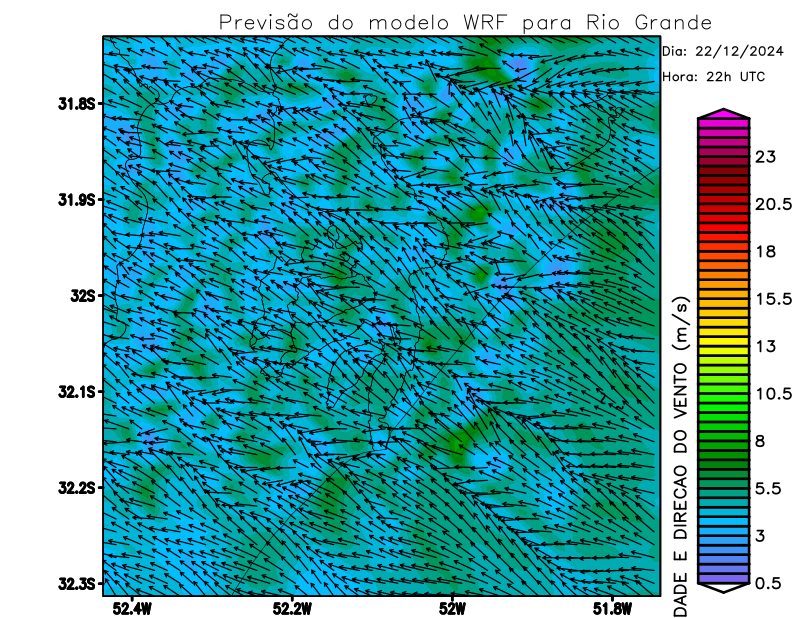 Previsão do modelo WRF para Rio Grande
Dia: 22/12/2024
Hora: 22h UTC
31.8S
31.9S
32S
32.1S
32.2S
32.3S
52.4W
52.2W
52W
51.8W
DADE E DIRECAO DO VENTO (m/s)
23
20.5
18
15.5
13
10.5
8
5.5
3
0.5